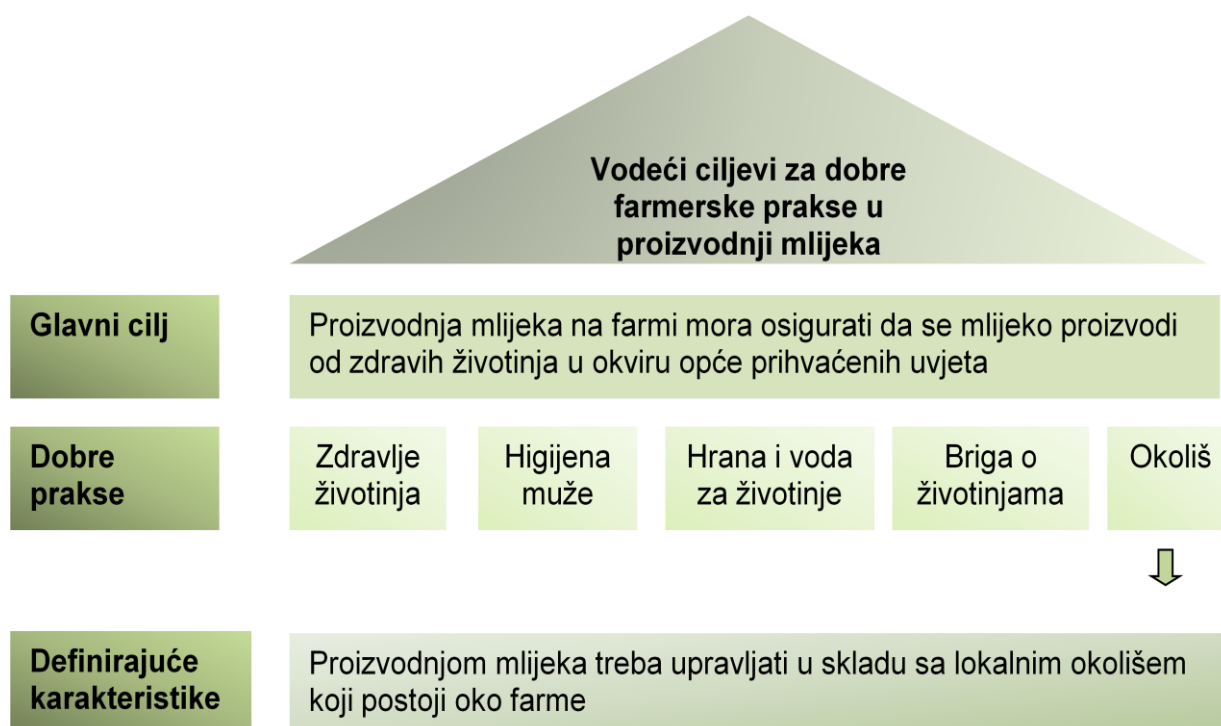 Vodeći ciljevi za dobre
farmerske prakse u
proizvodnji mlijeka
Glavni cilj
Proizvodnja mlijeka na farmi mora osigurati da se mlijeko proizvodi
od zdravih životinja u okviru opće prihvaćenih uvjeta
Dobre
prakse
Zdravlje
životinja
Higijena
muže
Hrana i voda
za životinje
Briga o
životinjama
Okoliš
Definirajuće
karakteristike
Proizvodnjom mlijeka treba upravljati u skladu sa lokalnim okolišem
koji postoji oko farme